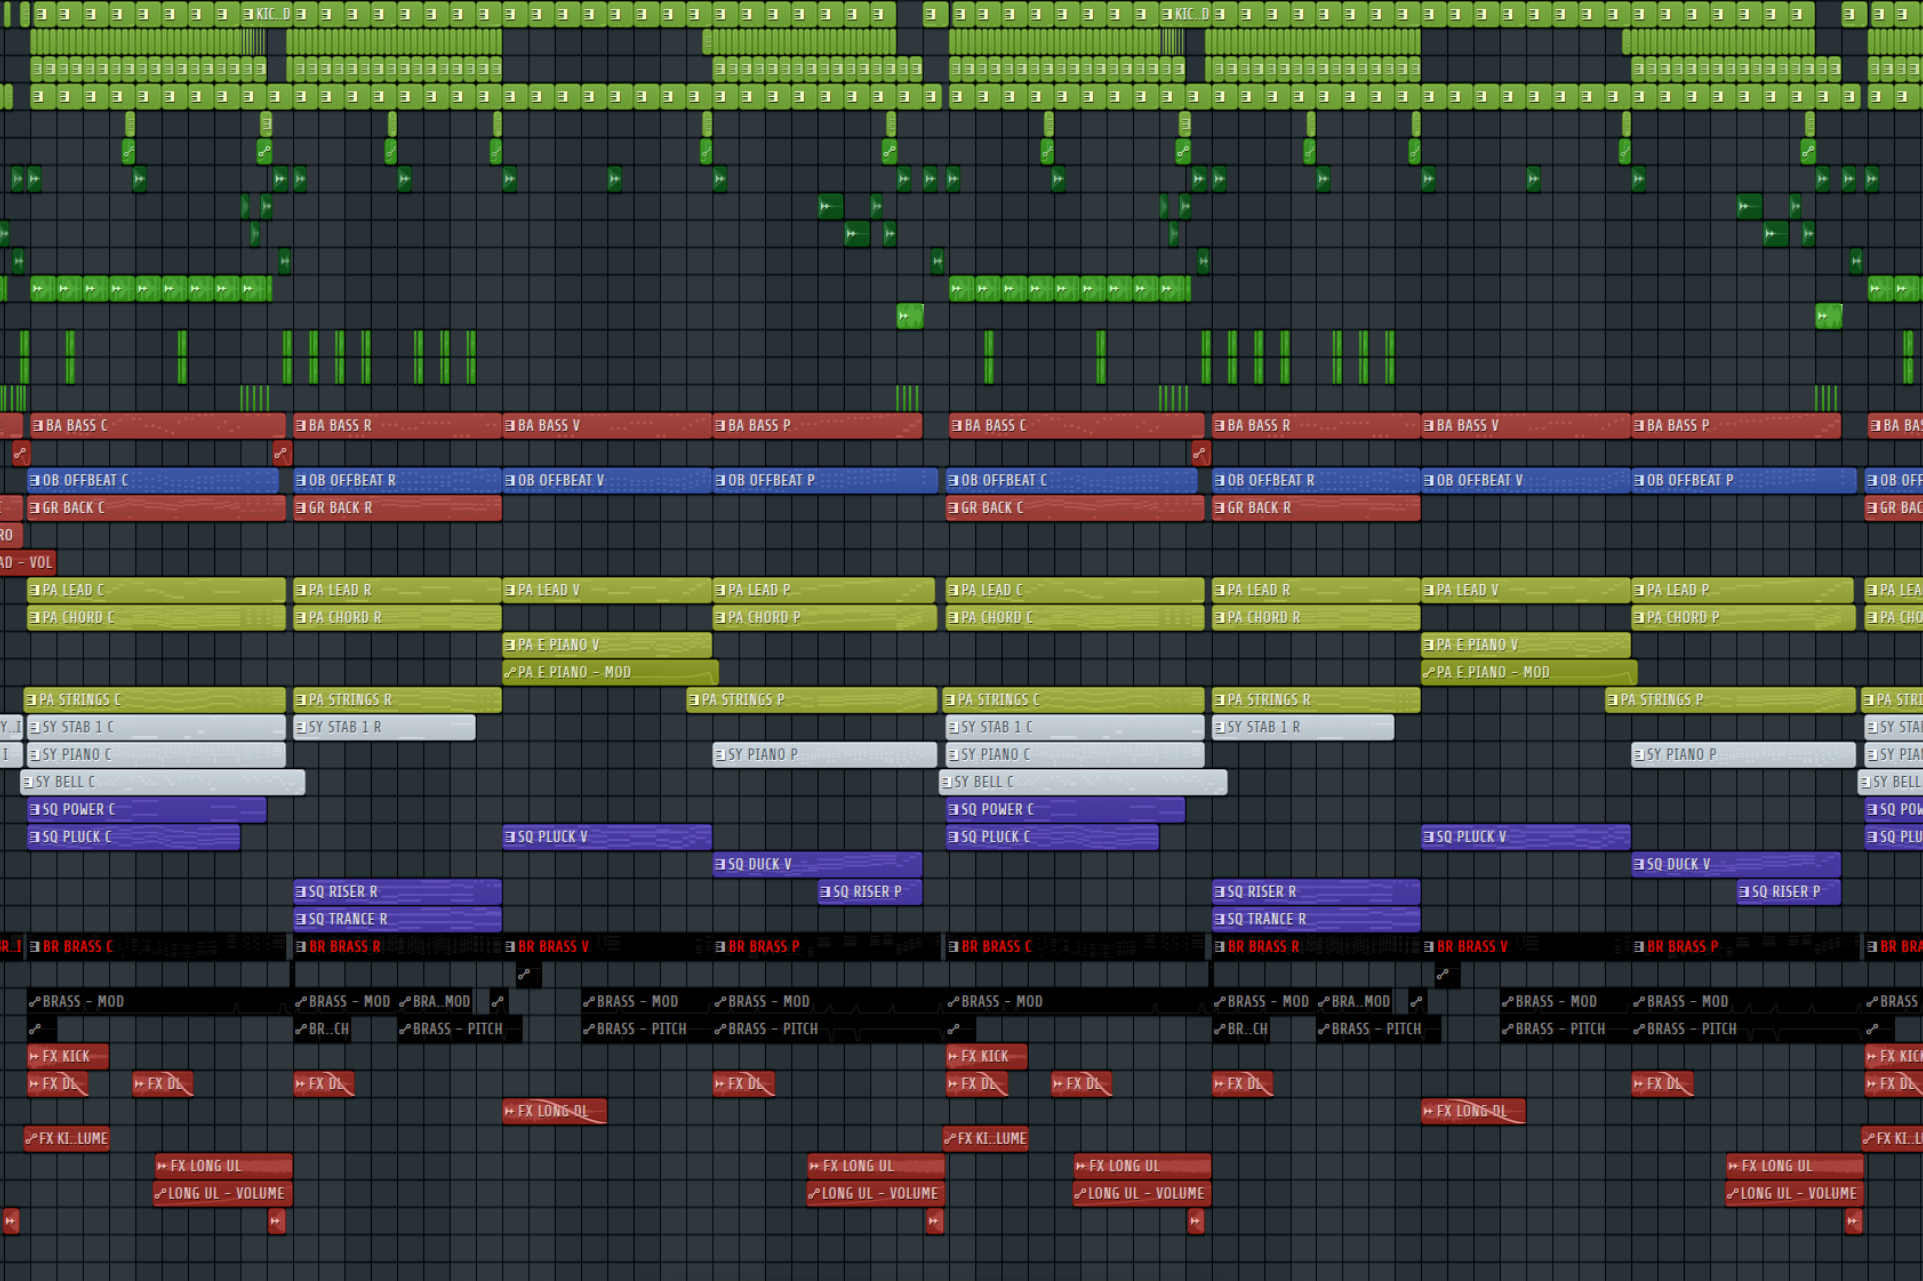 KIC..D KIC..D
BA BASS C BA BASS R BA BASS V BA BASS P BA BASS C BA BASS R BA BASS V BA BASS P BA BAS
OB OFFBEAT C OB OFFBEAT R OB OFFBEAT V OB OFFBEAT P OB OFFBEAT C OB OFFBEAT R OB OFFBEAT V OB OFFBEAT P OB OFF
GR BACK C GR BACK R GR BACK C GR BACK R GR BAC
RO
AD - VOL
PA LEAD C PA LEAD R PA LEAD V PA LEAD P PA LEAD C PA LEAD R PA LEAD V PA LEAD P PA LEA
PA CHORD C PA CHORD R PA CHORD P PA CHORD C PA CHORD R PA CHORD P PA CHO
PA E.PIANO V PA E.PIANO V
PA E.PIANO - MOD PA E.PIANO - MOD
PA STRINGS C PA STRINGS R PA STRINGS P PA STRINGS C PA STRINGS R PA STRINGS P PA STRI
Y..I SY STAB 1 C SY STAB 1 R SY STAB 1 C SY STAB 1 R SY STA
I SY PIANO C SY PIANO P SY PIANO C SY PIANO P SY PIAN
SY BELL C SY BELL C SY BELL
SQ POWER C SQ POWER C SQ POW
SQ PLUCK C SQ PLUCK V SQ PLUCK C SQ PLUCK V SQ PLU
SQ DUCK V SQ DUCK V
SQ RISER R SQ RISER P SQ RISER R SQ RISER P
SQ TRANCE R SQ TRANCE R
R..I BR BRASS C BR BRASS R BR BRASS V BR BRASS P BR BRASS C BR BRASS R BR BRASS V BR BRASS P BR BRA
BRASS - MOD BRASS - MOD BRA..MOD BRASS - MOD BRASS - MOD BRASS - MOD BRASS - MOD BRA..MOD BRASS - MOD BRASS - MOD BRASS
BR..CH BRASS - PITCH BRASS - PITCH BRASS - PITCH BR..CH BRASS - PITCH BRASS - PITCH BRASS - PITCH
FX KICK FX KICK FX KICK
FX DL FX DL FX DL FX DL FX DL FX DL FX DL FX DL FX DL
FX LONG DL FX LONG DL
FX KI..LUME FX KI..LUME FX KI..L
FX LONG UL FX LONG UL FX LONG UL FX LONG UL
LONG UL - VOLUME LONG UL - VOLUME LONG UL - VOLUME LONG UL - VOLUME